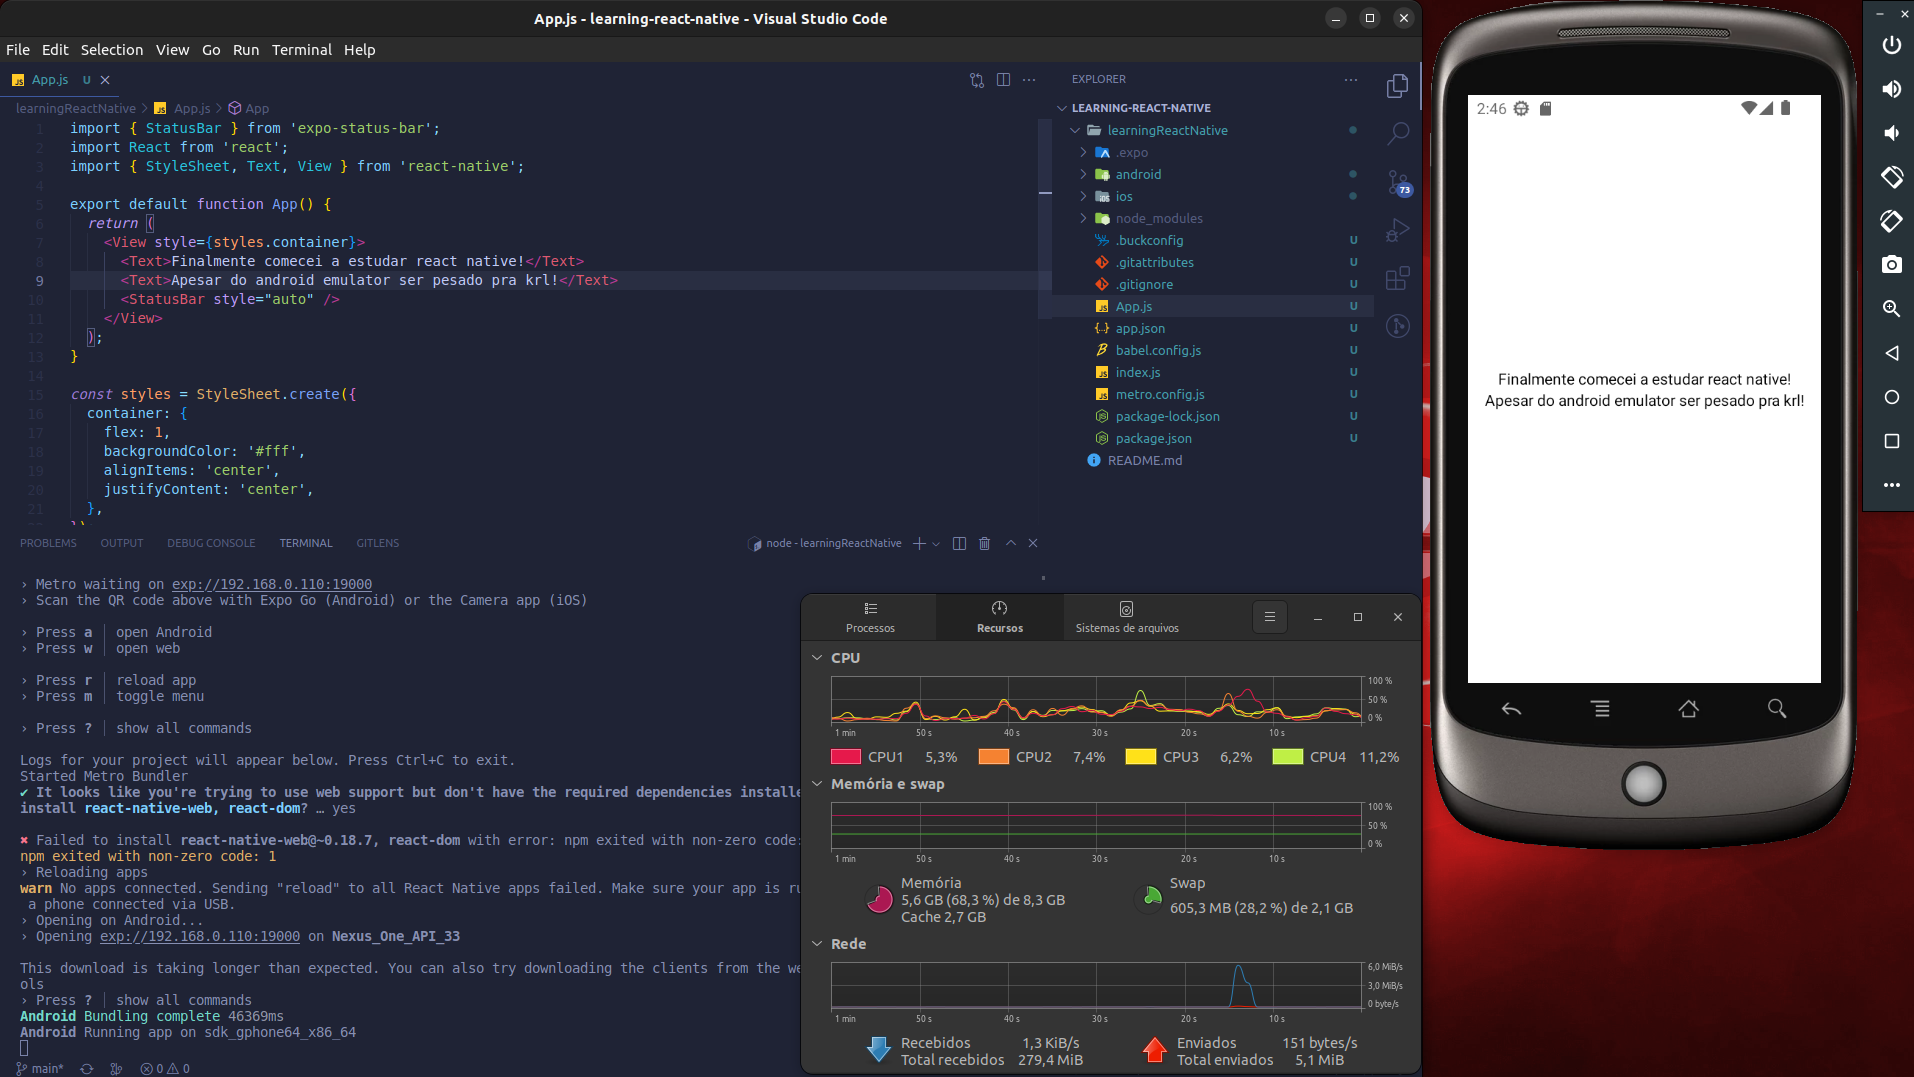 App.js - learning-react-native - Visual Studio Code
File Edit Selection View Go Run Terminal Help
App.js U
learningReactNative > App.js > App
1 import { StatusBar } from 'expo-status-bar';
2 import React from 'react';
3 import { StyleSheet, Text, View } from 'react-native';
4
5 export default function App() {
6 return (
7 <View style={styles.container}>
8 <Text>Finalmente comecei a estudar react native!</Text>
9 <Text>Apesar do android emulator ser pesado pra krl!</Text>
10 <StatusBar style="auto" />
11 </View>
12 );
13 }
14
15 const styles = StyleSheet.create({
16 container: {
17 flex: 1,
18 backgroundColor: '#fff',
19 alignItems: 'center',
20 justifyContent: 'center',
21 },
EXPLORER
LEARNING-REACT-NATIVE
learningReactNative
.expo
android
ios
node_modules
.buckconfig U
.gitattributes U
.gitignore U
App.js U
app.json U
babel.config.js U
index.js U
metro.config.js U
package-lock.json U
package.json U
README.md
73
PROBLEMS OUTPUT DEBUG CONSOLE TERMINAL GITLENS
node - learningReactNative
› Metro waiting on exp://192.168.0.110:19000
› Scan the QR code above with Expo Go (Android) or the Camera app (iOS)
› Press a │ open Android
› Press w │ open web
› Press r │ reload app
› Press m │ toggle menu
› Press ? │ show all commands
Logs for your project will appear below. Press Ctrl+C to exit.
Started Metro Bundler
✔ It looks like you're trying to use web support but don't have the required dependencies installe
install react-native-web, react-dom? … yes
✖ Failed to install react-native-web@~0.18.7, react-dom with error: npm exited with non-zero code:
npm exited with non-zero code: 1
› Reloading apps
warn No apps connected. Sending "reload" to all React Native apps failed. Make sure your app is ru
a phone connected via USB.
› Opening on Android...
› Opening exp://192.168.0.110:19000 on Nexus_One_API_33
This download is taking longer than expected. You can also try downloading the clients from the we
ols
› Press ? │ show all commands
Android Bundling complete 46369ms
Android Running app on sdk_gphone64_x86_64
main* 0 0
Processos Recursos Sistemas de arquivos
CPU
100 %
50 %
0 %
1 min 50 s 40 s 30 s 20 s 10 s
CPU1 5,3% CPU2 7,4% CPU3 6,2% CPU4 11,2%
Memória e swap
100 %
50 %
0 %
1 min 50 s 40 s 30 s 20 s 10 s
Memória
5,6 GB (68,3 %) de 8,3 GB
Cache 2,7 GB
Swap
605,3 MB (28,2 %) de 2,1 GB
Rede
6,0 MiB/s
3,0 MiB/s
0 byte/s
1 min 50 s 40 s 30 s 20 s 10 s
Recebidos 1,3 KiB/s
Total recebidos 279,4 MiB
Enviados 151 bytes/s
Total enviados 5,1 MiB
2:46
Finalmente comecei a estudar react native!
Apesar do android emulator ser pesado pra krl!